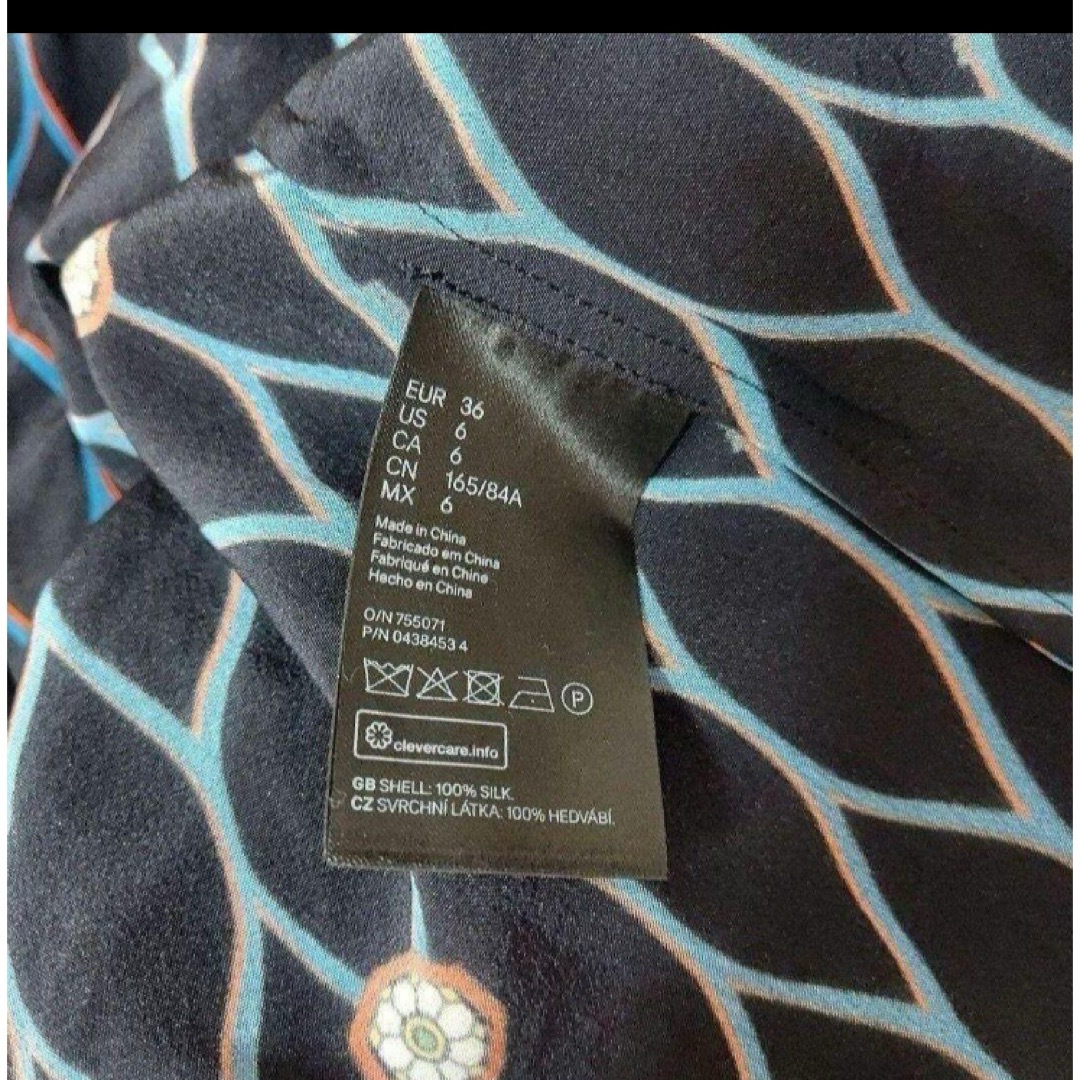 EUR 36
US 6
CA 6
CN 165/84A
MX 6
Made in China
Fabricado em China
Fabriqué en Chine
Hecho en China
O/N 755071
P/N 0438453 4
P
clevercare.info
GB SHELL: 100% SILK.
CZ SVRCHNÍ LÁTKA: 100% HEDVÁBÍ.